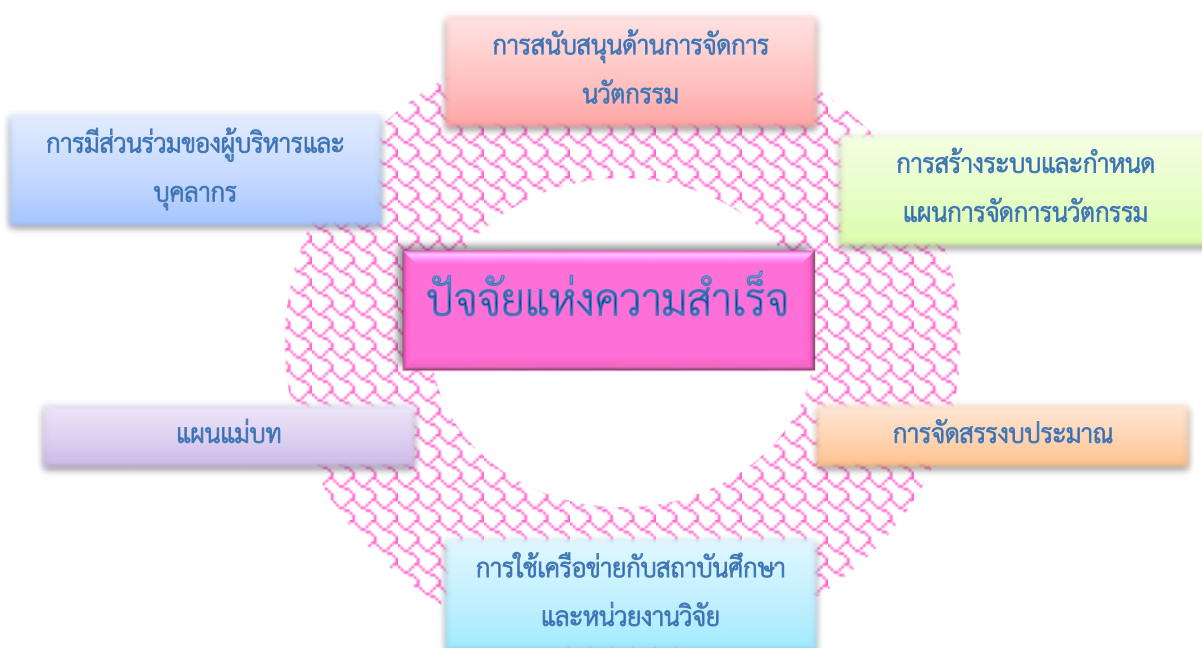 การสนับสนุนด้านการจัดการ
นวัตกรรม
การมีส่วนร่วมของผู้บริหารและ
บุคลากร
การสร้างระบบและกำหนด
แผนการจัดการนวัตกรรม
ปัจจัยแห่งความสำเร็จ
แผนแม่บท
การจัดสรรงบประมาณ
การใช้เครือข่ายกับสถาบันศึกษา
และหน่วยงานวิจัย